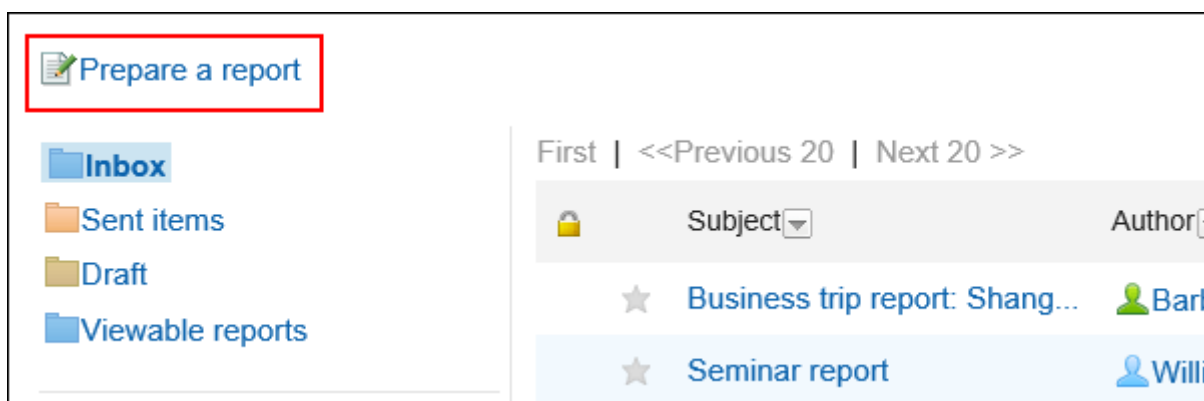 Prepare a report
Inbox
Sent items
Draft
Viewable reports
First | <<Previous 20 | Next 20 >>
Subject Author
Business trip report: Shang...
Seminar report